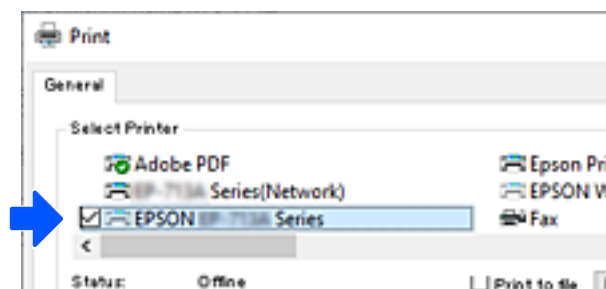 Print
General
Select Printer
Adobe PDF
Epson Pri
Series(Network)
EPSON W
EPSON Series
Fax
Status: Offline
Print to file